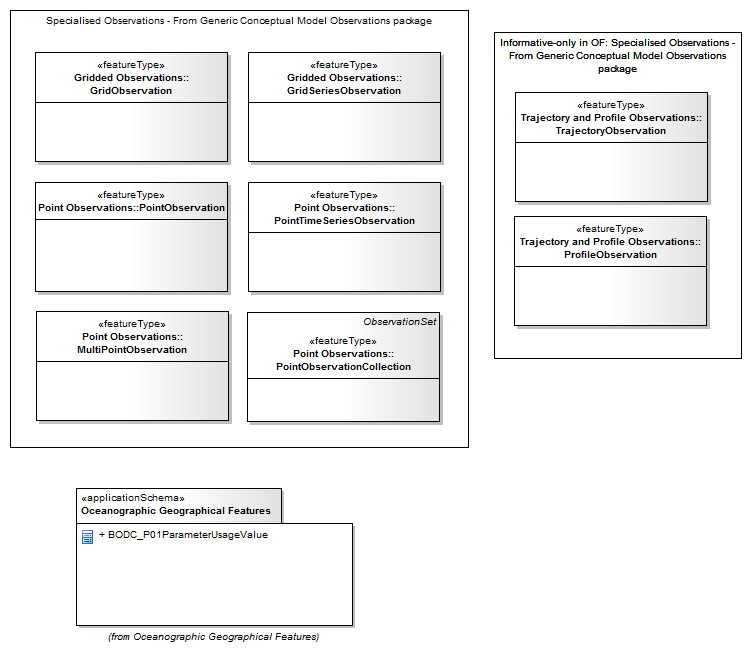 Specialised Observations - From Generic Conceptual Model Observations package
«featureType»
Gridded Observations::
GridObservation
«featureType»
Gridded Observations::
GridSeriesObservation
«featureType»
Point Observations::PointObservation
«featureType»
Point Observations::
PointTimeSeriesObservation
«featureType»
Point Observations::
MultiPointObservation
ObservationSet
«featureType»
Point Observations::
PointObservationCollection
Informative-only in OF: Specialised Observations -
From Generic Conceptual Model Observations
package
«featureType»
Trajectory and Profile Observations::
TrajectoryObservation
«featureType»
Trajectory and Profile Observations::
ProfileObservation
«applicationSchema»
Oceanographic Geographical Features
+ BODC_P01ParameterUsageValue
(from Oceanographic Geographical Features)